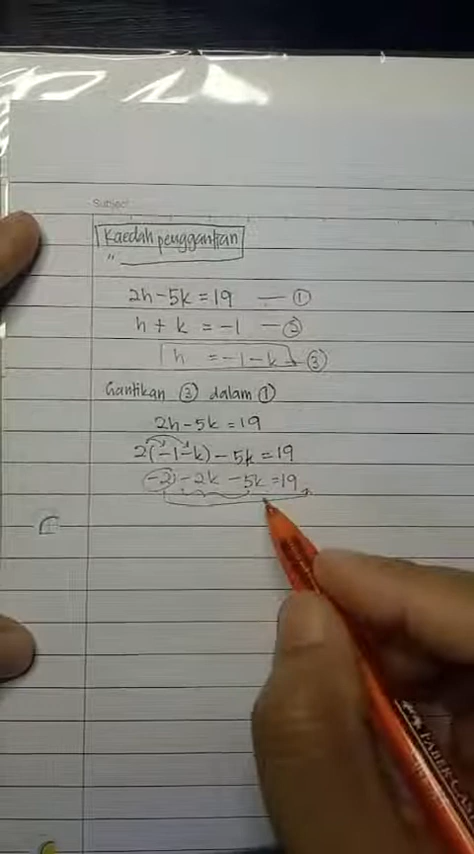 Subject
Kaedah penggantian
2h - 5k = 19 — ①
h + k = -1 — ②
h = -1 - k — ③
Gantikan ③ dalam ①
2h - 5k = 19
2(-1-k) - 5k = 19
-2 - 2k - 5k = 19
FABER-CAS